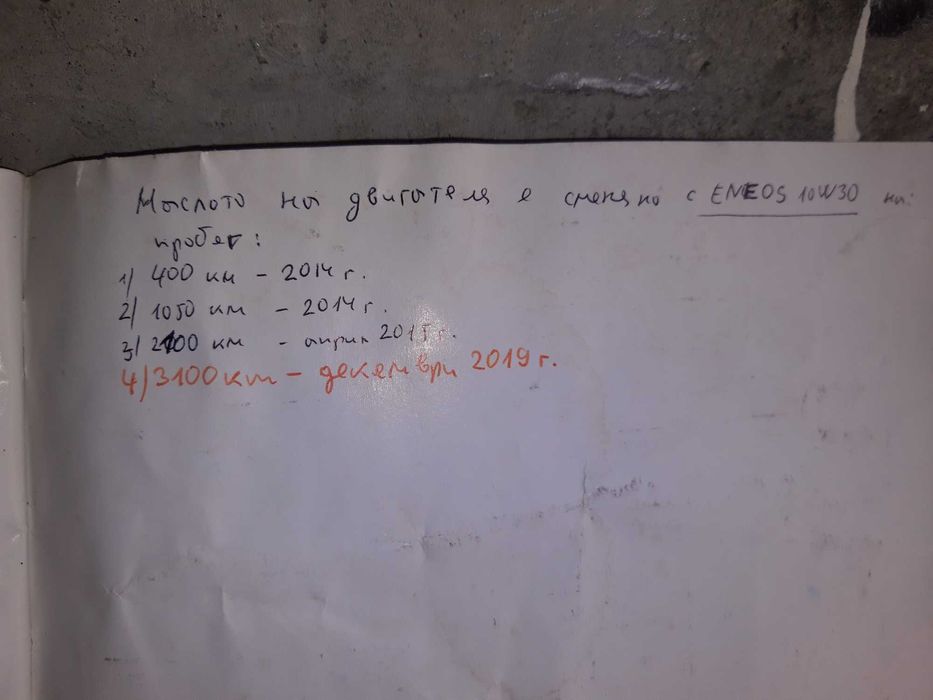 Маслото на двигателя е сменяно с ENEOS 10W30 на:
пробег:
1/ 400 км - 2014 г.
2/ 1050 км - 2014 г.
3/ 2100 км - април 2015 г.
4/ 3100 км - декември 2019 г.